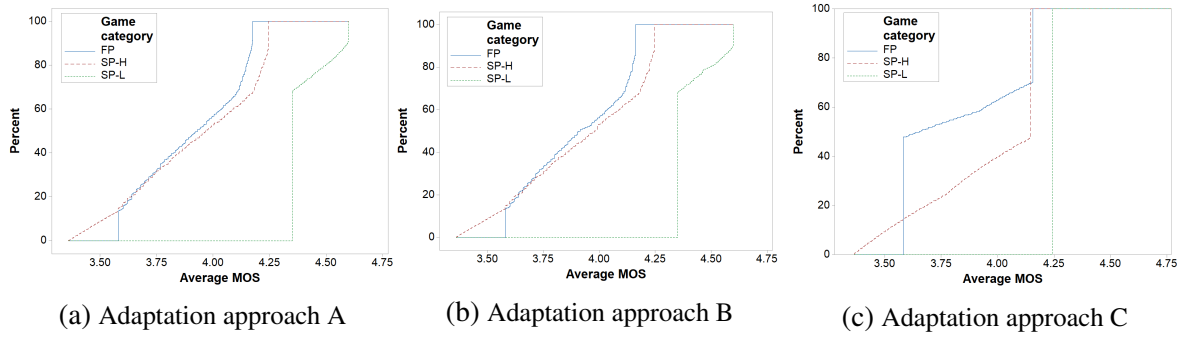 Game
category
FP
SP-H
SP-L
100
80
60
40
20
0
Percent
3.50
3.75
4.00
4.25
4.50
4.75
Average MOS
(a) Adaptation approach A
Game
category
FP
SP-H
SP-L
100
80
60
40
20
0
Percent
3.50
3.75
4.00
4.25
4.50
4.75
Average MOS
(b) Adaptation approach B
Game
category
FP
SP-H
SP-L
100
80
60
40
20
0
Percent
3.50
3.75
4.00
4.25
4.50
4.75
Average MOS
(c) Adaptation approach C